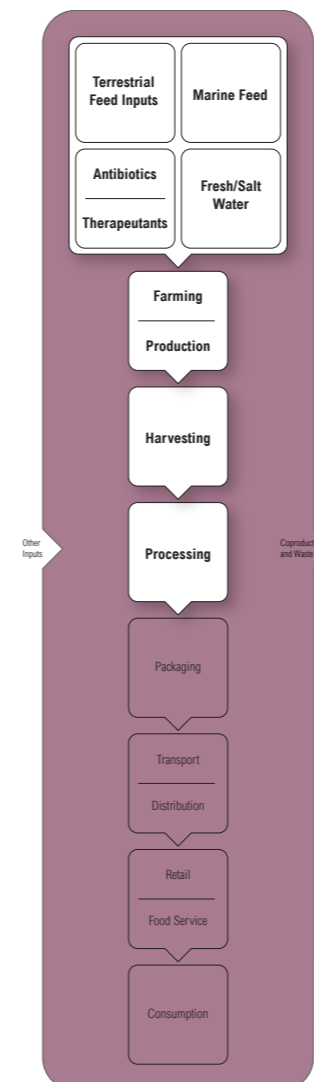 Terrestrial
Feed Inputs
Marine Feed
Antibiotics
Therapeutants
Fresh/Salt
Water
Farming
Production
Harvesting
Other
Inputs
Processing
Coproduct
and Waste
Packaging
Transport
Distribution
Retail
Food Service
Consumption